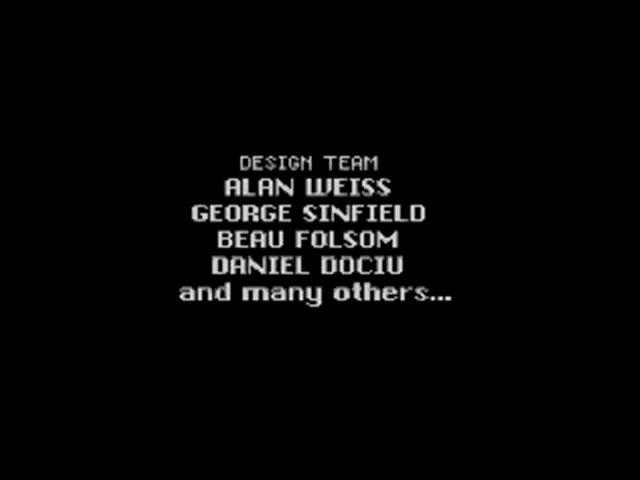 DESIGN TEAM
ALAN WEISS
GEORGE SINFIELD
BEAU FOLSOM
DANIEL DOCIU
and many others...